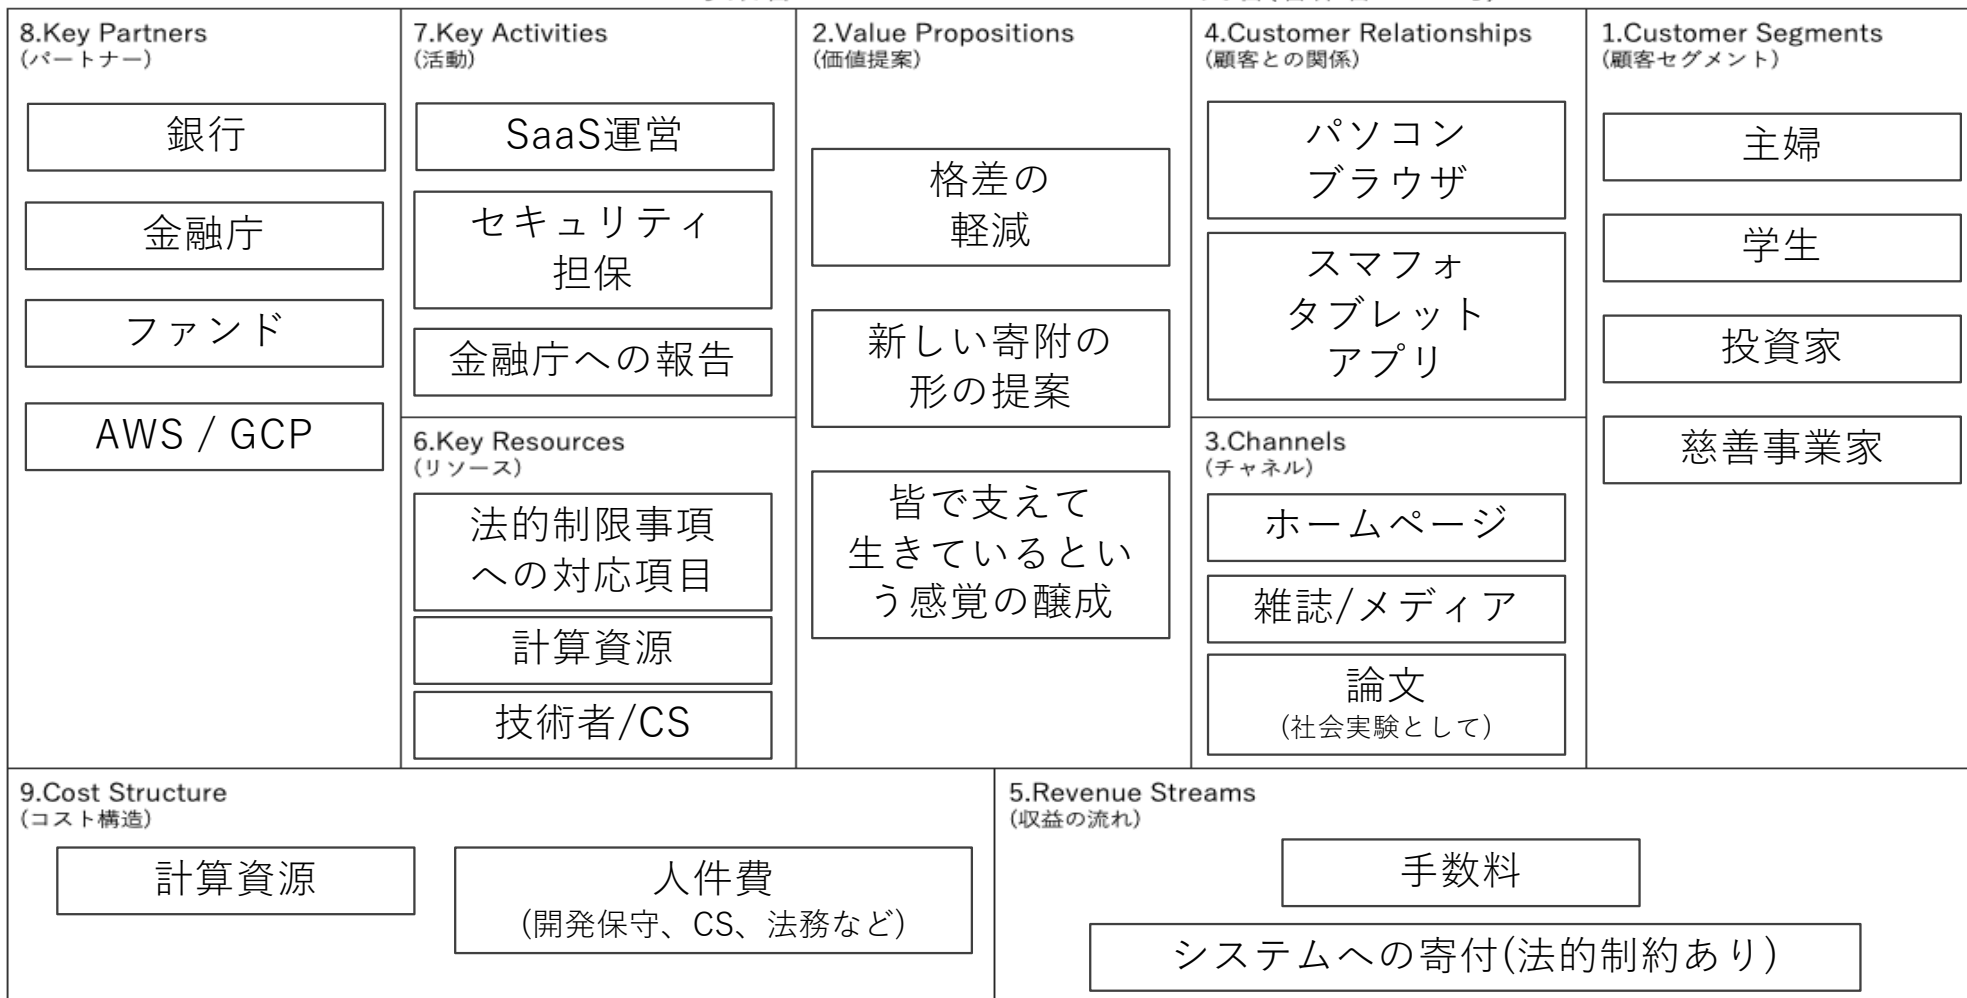 8.Key Partners
(パートナー)
銀行
金融庁
ファンド
AWS / GCP
7.Key Activities
(活動)
SaaS運営
セキュリティ
担保
金融庁への報告
6.Key Resources
(リソース)
法的制限事項
への対応項目
計算資源
技術者/CS
2.Value Propositions
(価値提案)
格差の
軽減
新しい寄附の
形の提案
皆で支えて
生きているとい
う感覚の醸成
4.Customer Relationships
(顧客との関係)
パソコン
ブラウザ
スマフォ
タブレット
アプリ
3.Channels
(チャネル)
ホームページ
雑誌/メディア
論文
(社会実験として)
1.Customer Segments
(顧客セグメント)
主婦
学生
投資家
慈善事業家
9.Cost Structure
(コスト構造)
計算資源
人件費
(開発保守、CS、法務など)
5.Revenue Streams
(収益の流れ)
手数料
システムへの寄付(法的制約あり)